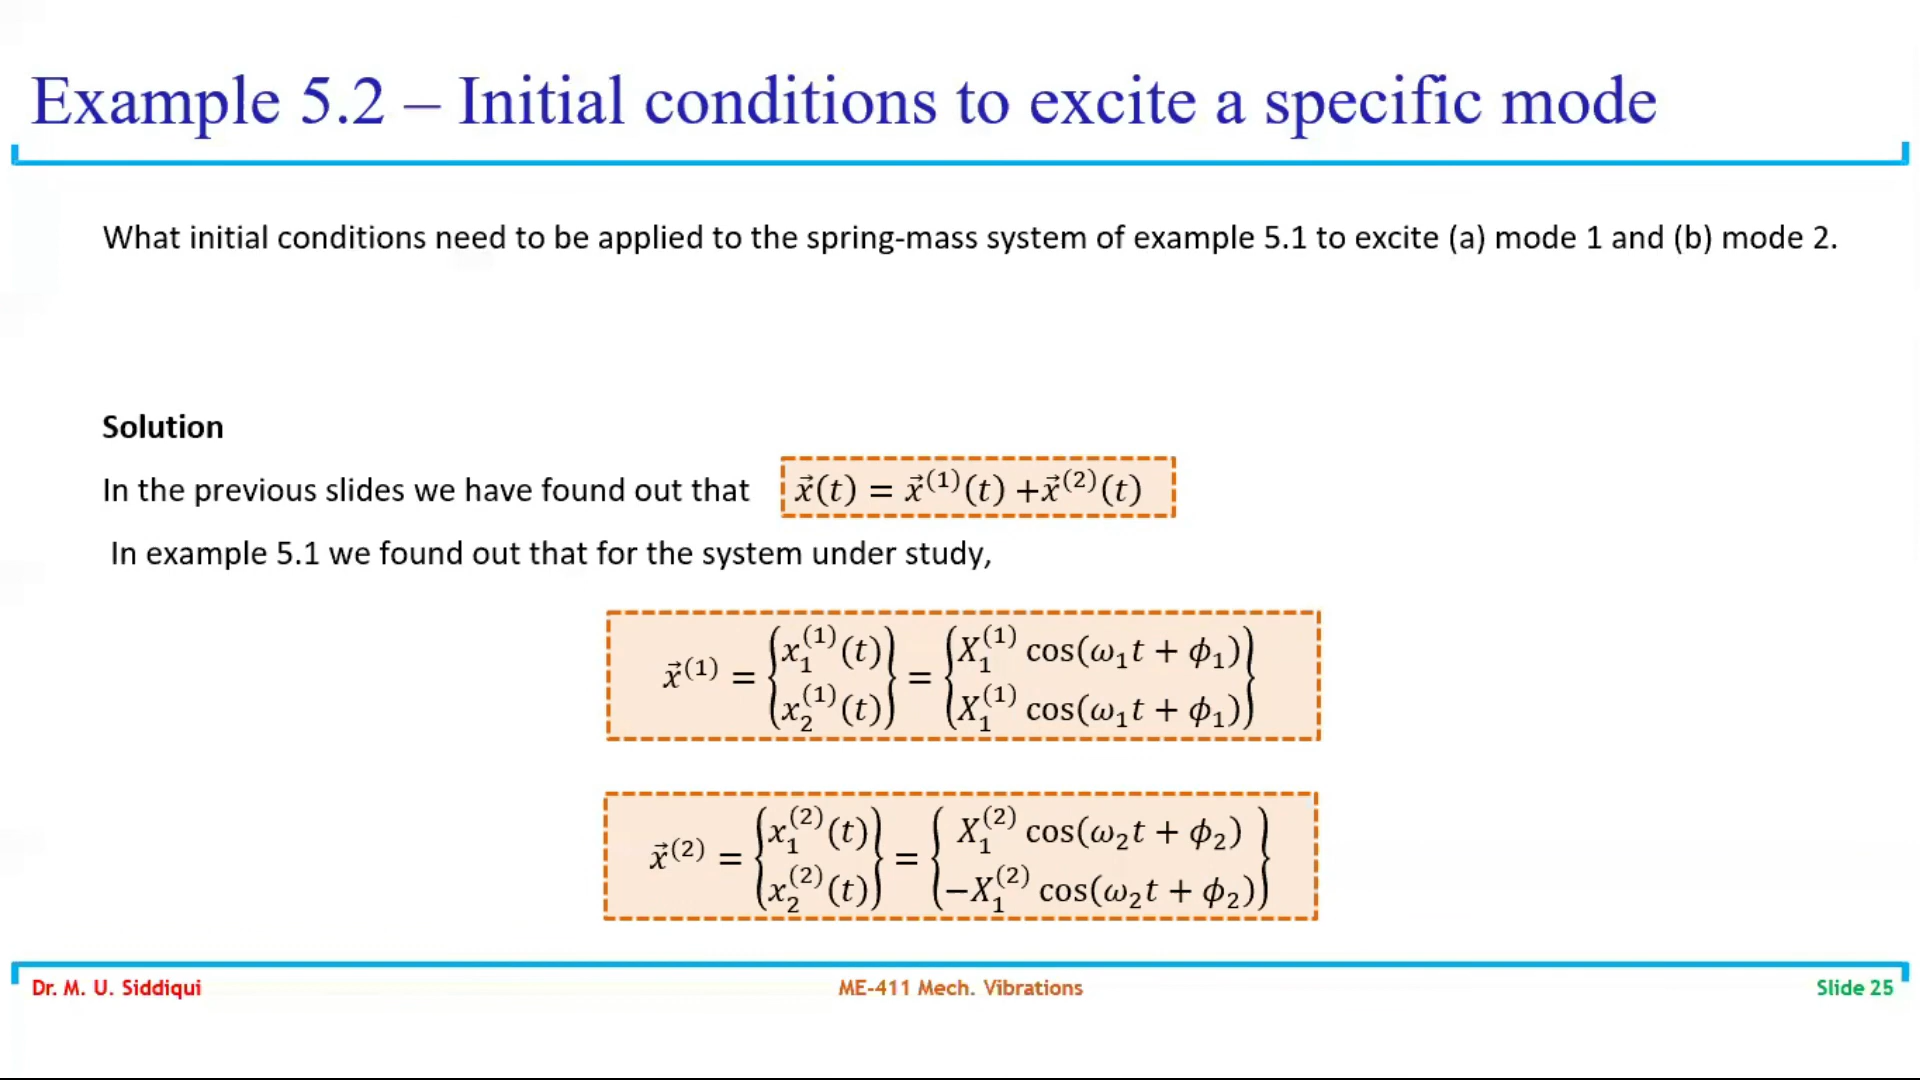 Example 5.2 – Initial conditions to excite a specific mode
What initial conditions need to be applied to the spring-mass system of example 5.1 to excite (a) mode 1 and (b) mode 2.
Solution
In the previous slides we have found out that $\vec{x}(t) = \vec{x}^{(1)}(t) + \vec{x}^{(2)}(t)$
In example 5.1 we found out that for the system under study,
$\vec{x}^{(1)} = \begin{Bmatrix} x_1^{(1)}(t) \\ x_2^{(1)}(t) \end{Bmatrix} = \begin{Bmatrix} X_1^{(1)} \cos(\omega_1 t + \phi_1) \\ X_1^{(1)} \cos(\omega_1 t + \phi_1) \end{Bmatrix}$
$\vec{x}^{(2)} = \begin{Bmatrix} x_1^{(2)}(t) \\ x_2^{(2)}(t) \end{Bmatrix} = \begin{Bmatrix} X_1^{(2)} \cos(\omega_2 t + \phi_2) \\ -X_1^{(2)} \cos(\omega_2 t + \phi_2) \end{Bmatrix}$
Dr. M. U. Siddiqui
ME-411 Mech. Vibrations
Slide 25